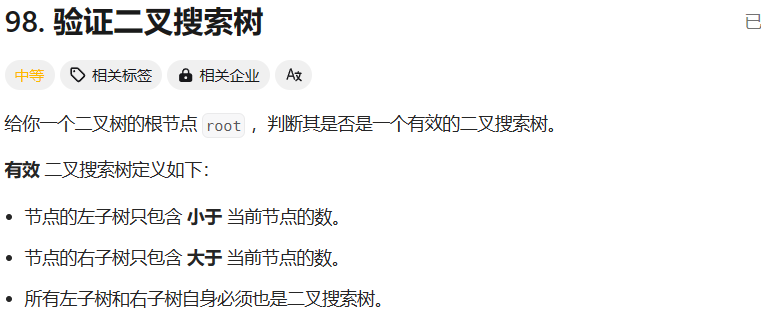 98. 验证二叉搜索树
已
中等 相关标签 相关企业 Aあ
给你一个二叉树的根节点 root ，判断其是否是一个有效的二叉搜索树。
有效 二叉搜索树定义如下：
• 节点的左子树只包含 小于 当前节点的数。
• 节点的右子树只包含 大于 当前节点的数。
• 所有左子树和右子树自身必须也是二叉搜索树。